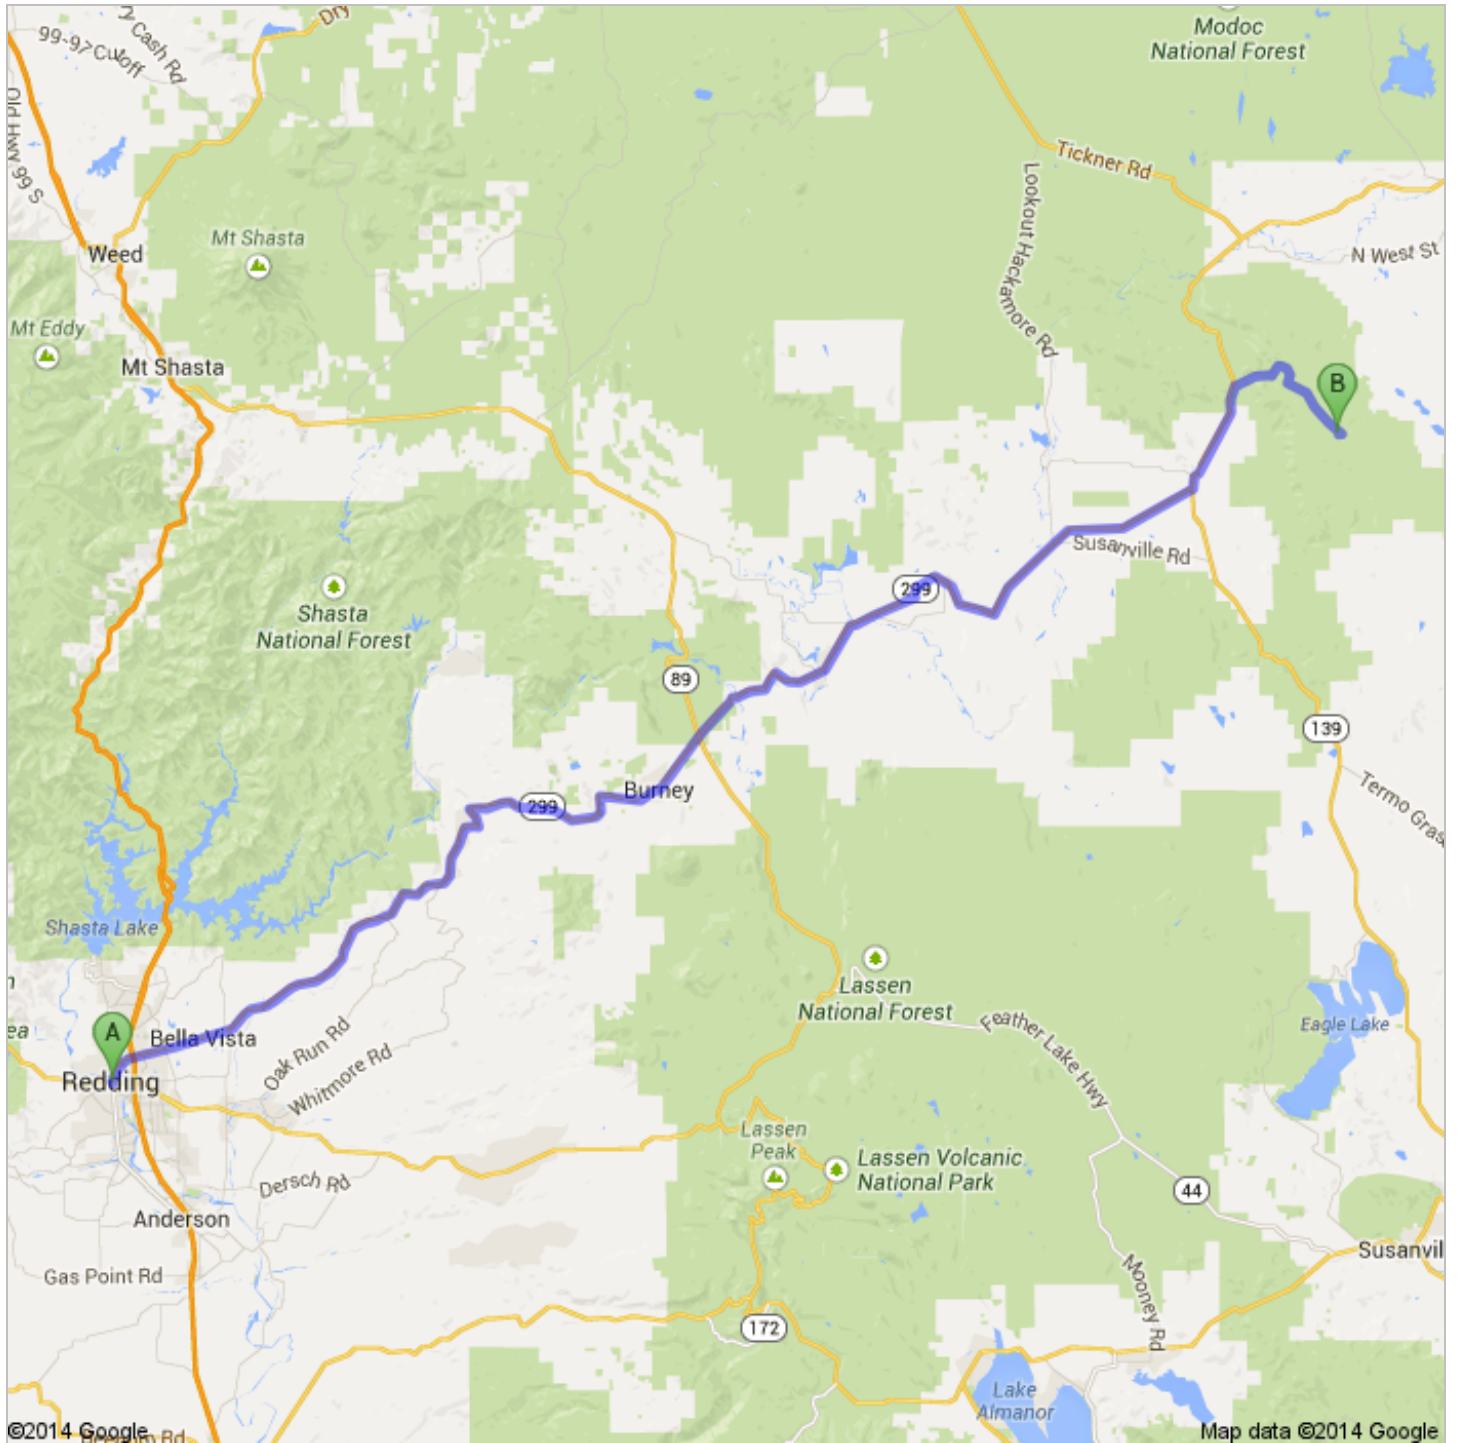 Modoc
National Forest
Dry
y Cash Rd
99-97 Cutoff
Old Hwy 99 S
Tickner Rd
Lookout Hackamore Rd
N West St
Weed
Mt Shasta
Mt Eddy
Mt Shasta
B
Susanville Rd
299
Shasta
National Forest
89
139
Burney
299
Termo Gras
Shasta Lake
Lassen
National Forest
Feather Lake Hwy
Eagle Lake
ea
A
Bella Vista
Oak Run Rd
Redding
Whitmore Rd
Lassen
Peak
Lassen Volcanic
National Park
Dersch Rd
44
Anderson
Susanvil
Gas Point Rd
Mooney Rd
172
Lake
Almanor
©2014 Google
Map data ©2014 Google